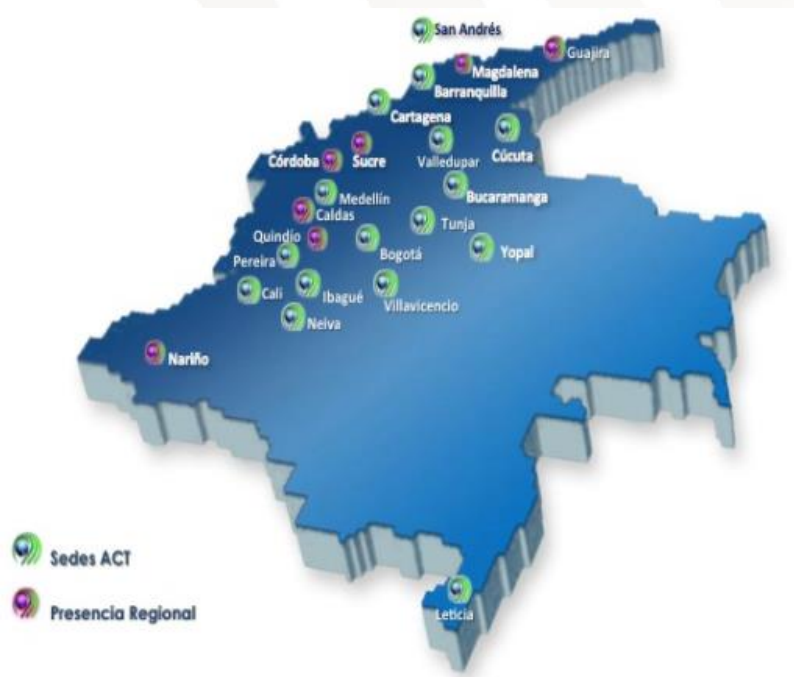 San Andrés
Guajira
Magdalena
Barranquilla
Cartagena
Cúcuta
Valledupar
Sucre
Córdoba
Bucaramanga
Medellín
Caldas
Tunja
Quindío
Bogotá
Yopal
Pereira
Cali
Ibagué
Villavicencio
Neiva
Nariño
Sedes ACT
Presencia Regional
Leticia